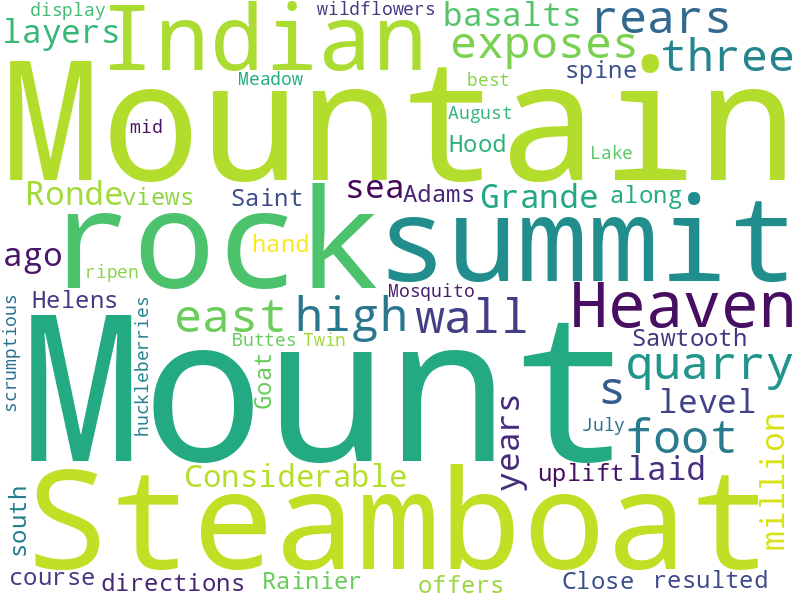 display
wildflowers
basalts
rears
layers
Indian
exposes
three
spine
Meadow
best
Mountain
mid
August
Hood
Lake
Ronde
views
Saint
sea
Adams
Grande
along
rock
summit
ago
hand
ripen
Mosquito
Heaven
Helens
scrumptious
huckleberries
east
high
wall
Buttes
Twin
Goat
Sawtooth
quarry
Mount
s
level
years
July
foot
million
Considerable
uplift
laid
Steamboat
south
course
directions
Rainier
offers
Close
resulted